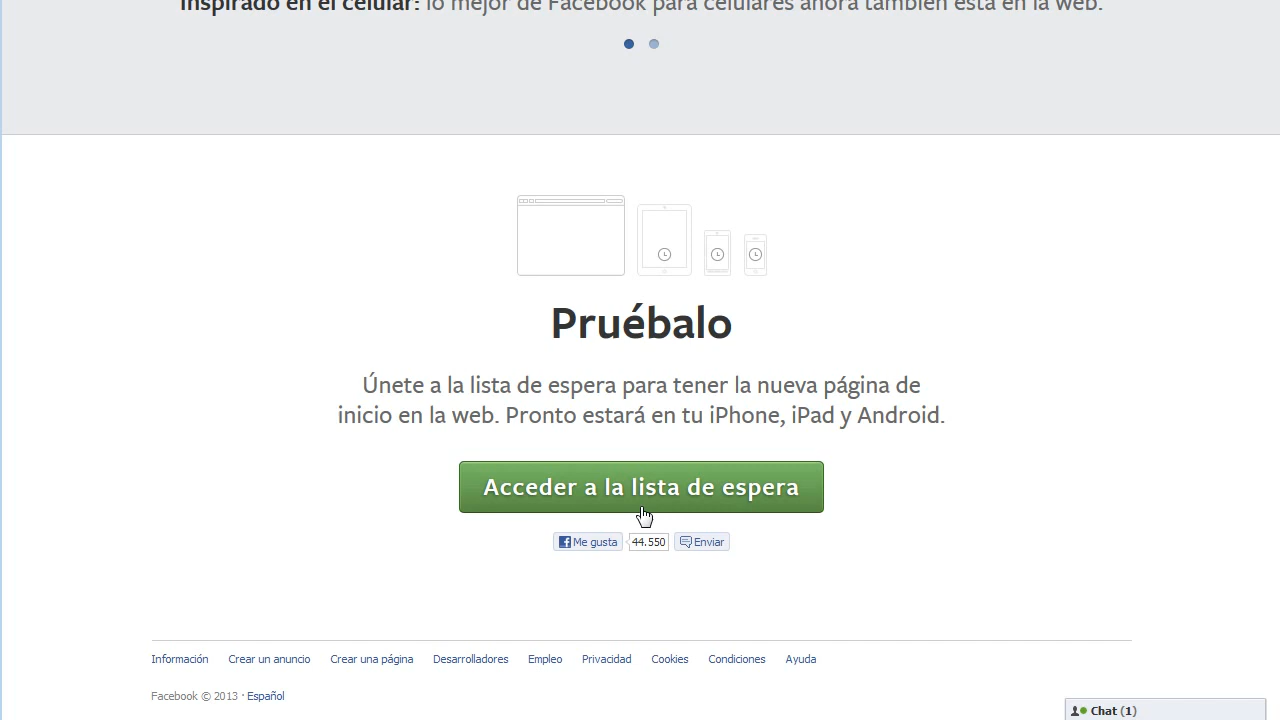 Inspirado en el celular: lo mejor de Facebook para celulares ahora también está en la web.
Pruébalo
Únete a la lista de espera para tener la nueva página de
inicio en la web. Pronto estará en tu iPhone, iPad y Android.
Acceder a la lista de espera
Me gusta 44.550 Enviar
Información Crear un anuncio Crear una página Desarrolladores Empleo Privacidad Cookies Condiciones Ayuda
Facebook © 2013 · Español
Chat (1)